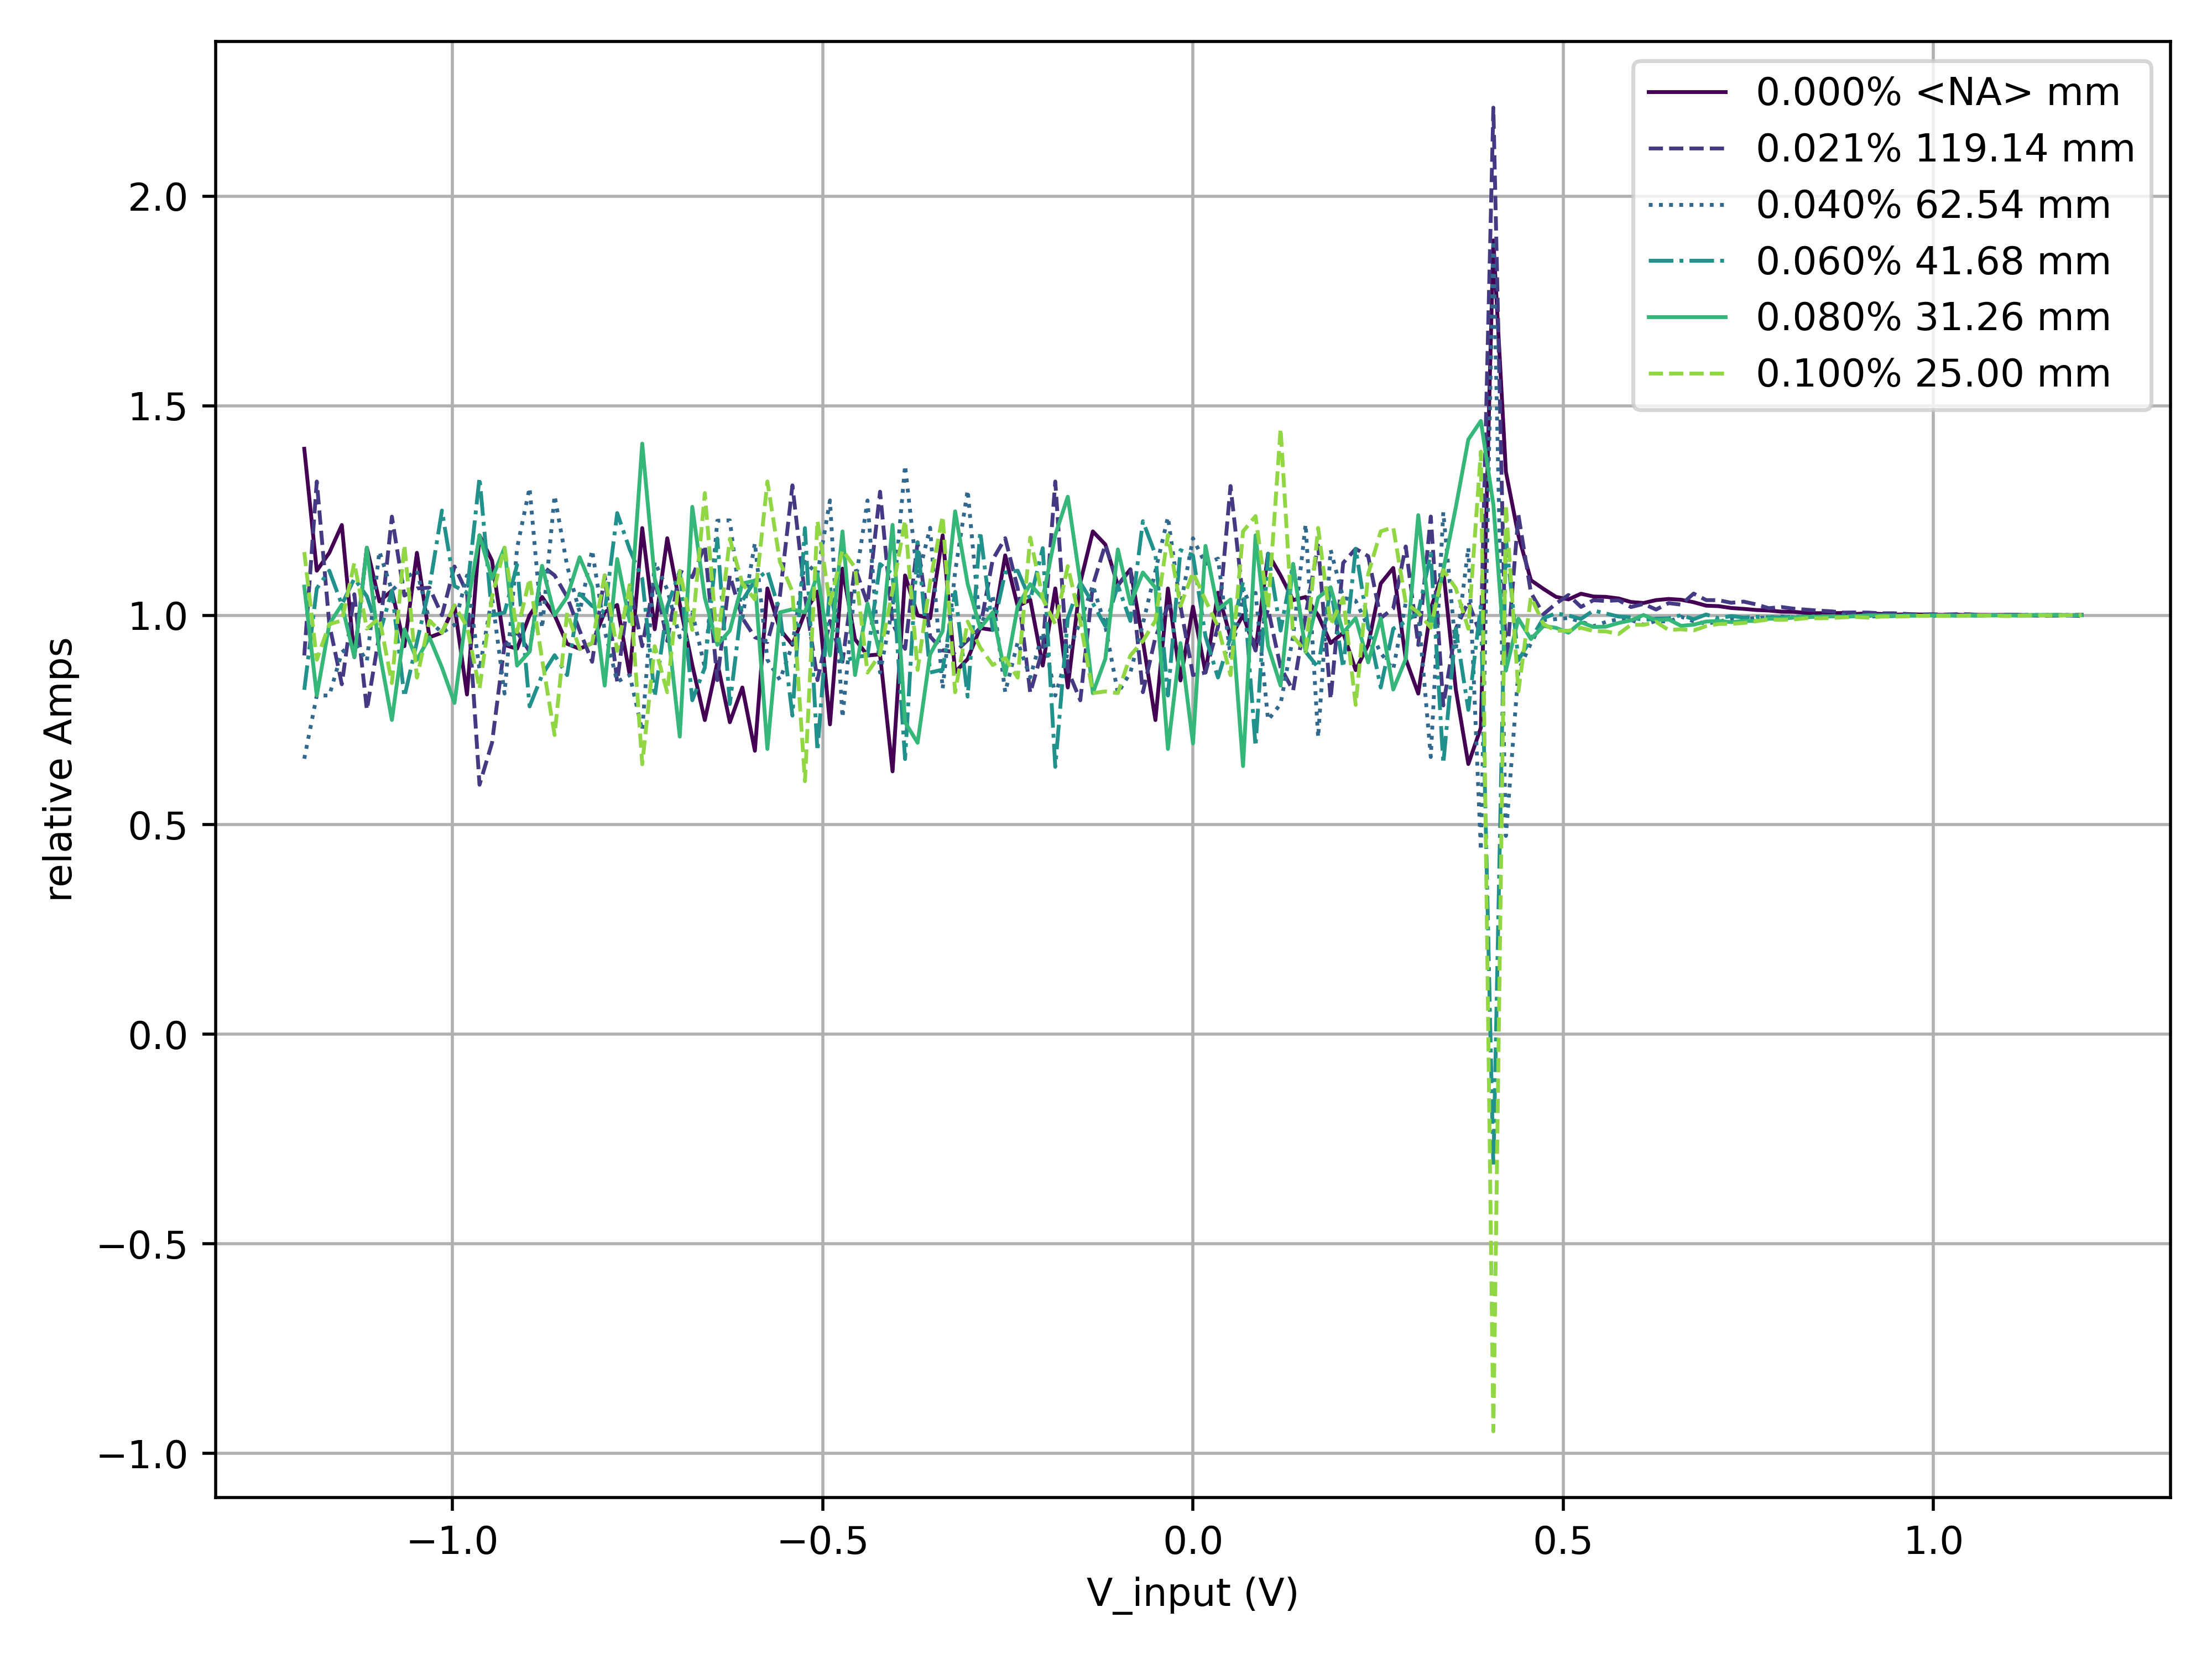 0.000% <NA> mm
0.021% 119.14 mm
0.040% 62.54 mm
0.060% 41.68 mm
0.080% 31.26 mm
0.100% 25.00 mm
relative Amps
2.0
1.5
1.0
0.5
0.0
−0.5
−1.0
−1.0 −0.5 0.0 0.5 1.0
V_input (V)